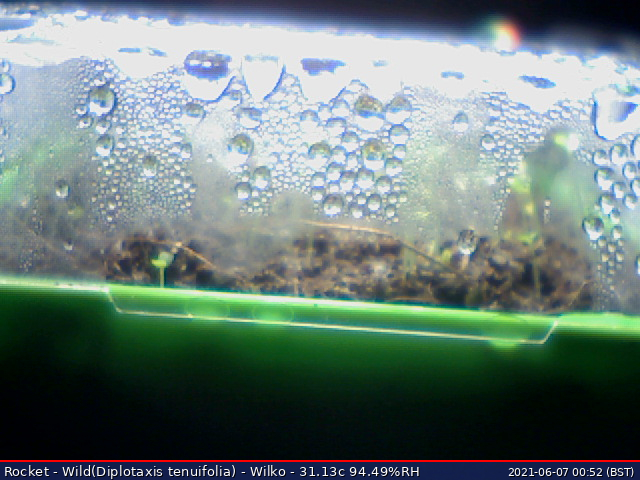 Rocket - Wild(Diplotaxis tenuifolia) - Wilko - 31.13c 94.49%RH 2021-06-07 00:52 (BST)